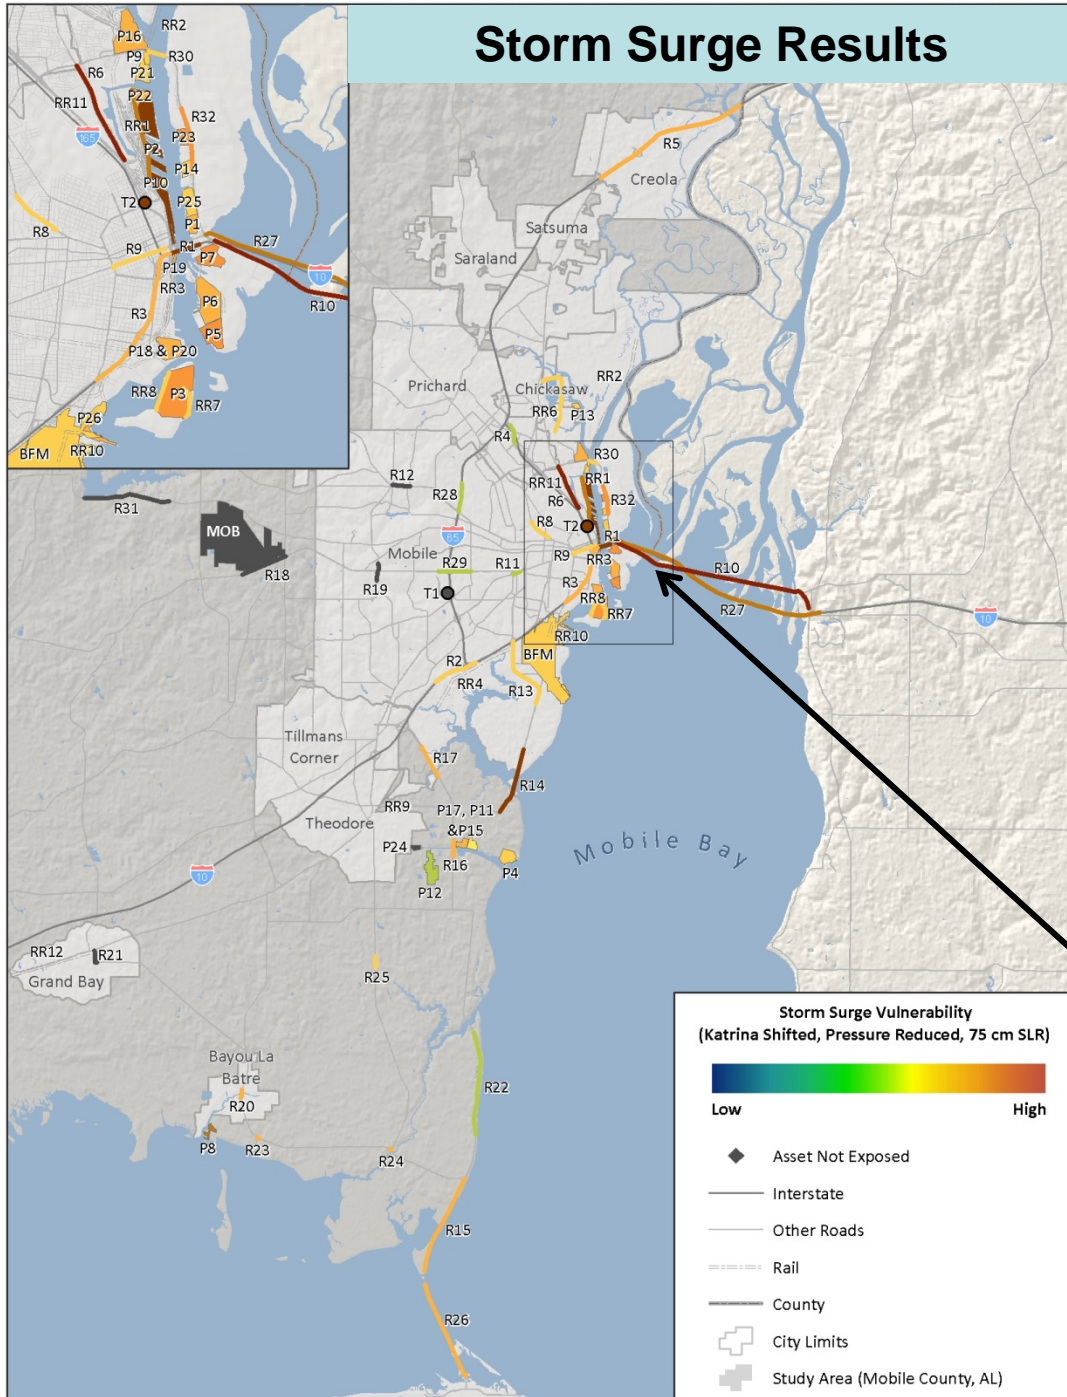 Storm Surge Results
P16
RR2
P9
R30
R6
P21
RR11
P22
R32
165
RR1
P23
P2
P14
P10
T2
P25
R8
P1
R9
R1
R27
P7
10
P19
RR3
R10
P6
R3
P5
P18 & P20
RR8
P3
RR7
P26
BFM
RR10
R5
Creola
Satsuma
Saraland
Prichard
Chickasaw
RR2
RR6
P13
R4
R30
R12
RR11
RR1
R28
R6
R32
R31
R8
T2
MOB
65
R1
Mobile
R9
RR3
R29
R11
R10
R18
R19
R3
T1
RR8
R27
RR7
10
RR10
R2
BFM
RR4
R13
Tillmans
Corner
R17
R14
RR9
P17, P11
Theodore
&P15
P24
R16
P4
P12
Mobile Bay
10
RR12
R21
Grand Bay
R25
Bayou La
Batre
R22
R20
P8
R23
R24
R15
R26
Storm Surge Vulnerability
(Katrina Shifted, Pressure Reduced, 75 cm SLR)
Low
High
Asset Not Exposed
Interstate
Other Roads
Rail
County
City Limits
Study Area (Mobile County, AL)